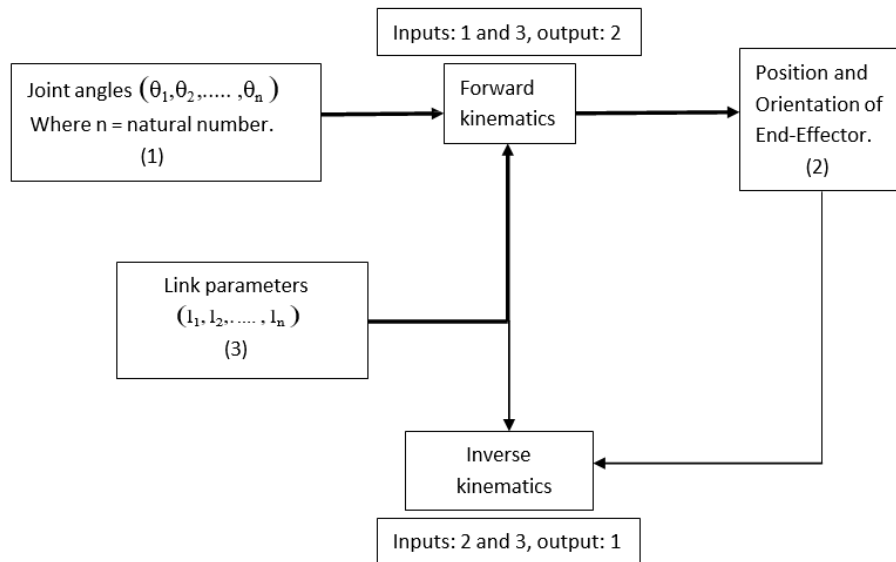 Inputs: 1 and 3, output: 2
Joint angles (θ₁,θ₂,..... ,θₙ)
Where n = natural number.
(1)
Forward
kinematics
Position and
Orientation of
End-Effector.
(2)
Link parameters
(l₁, l₂,. .... , lₙ )
(3)
Inverse
kinematics
Inputs: 2 and 3, output: 1